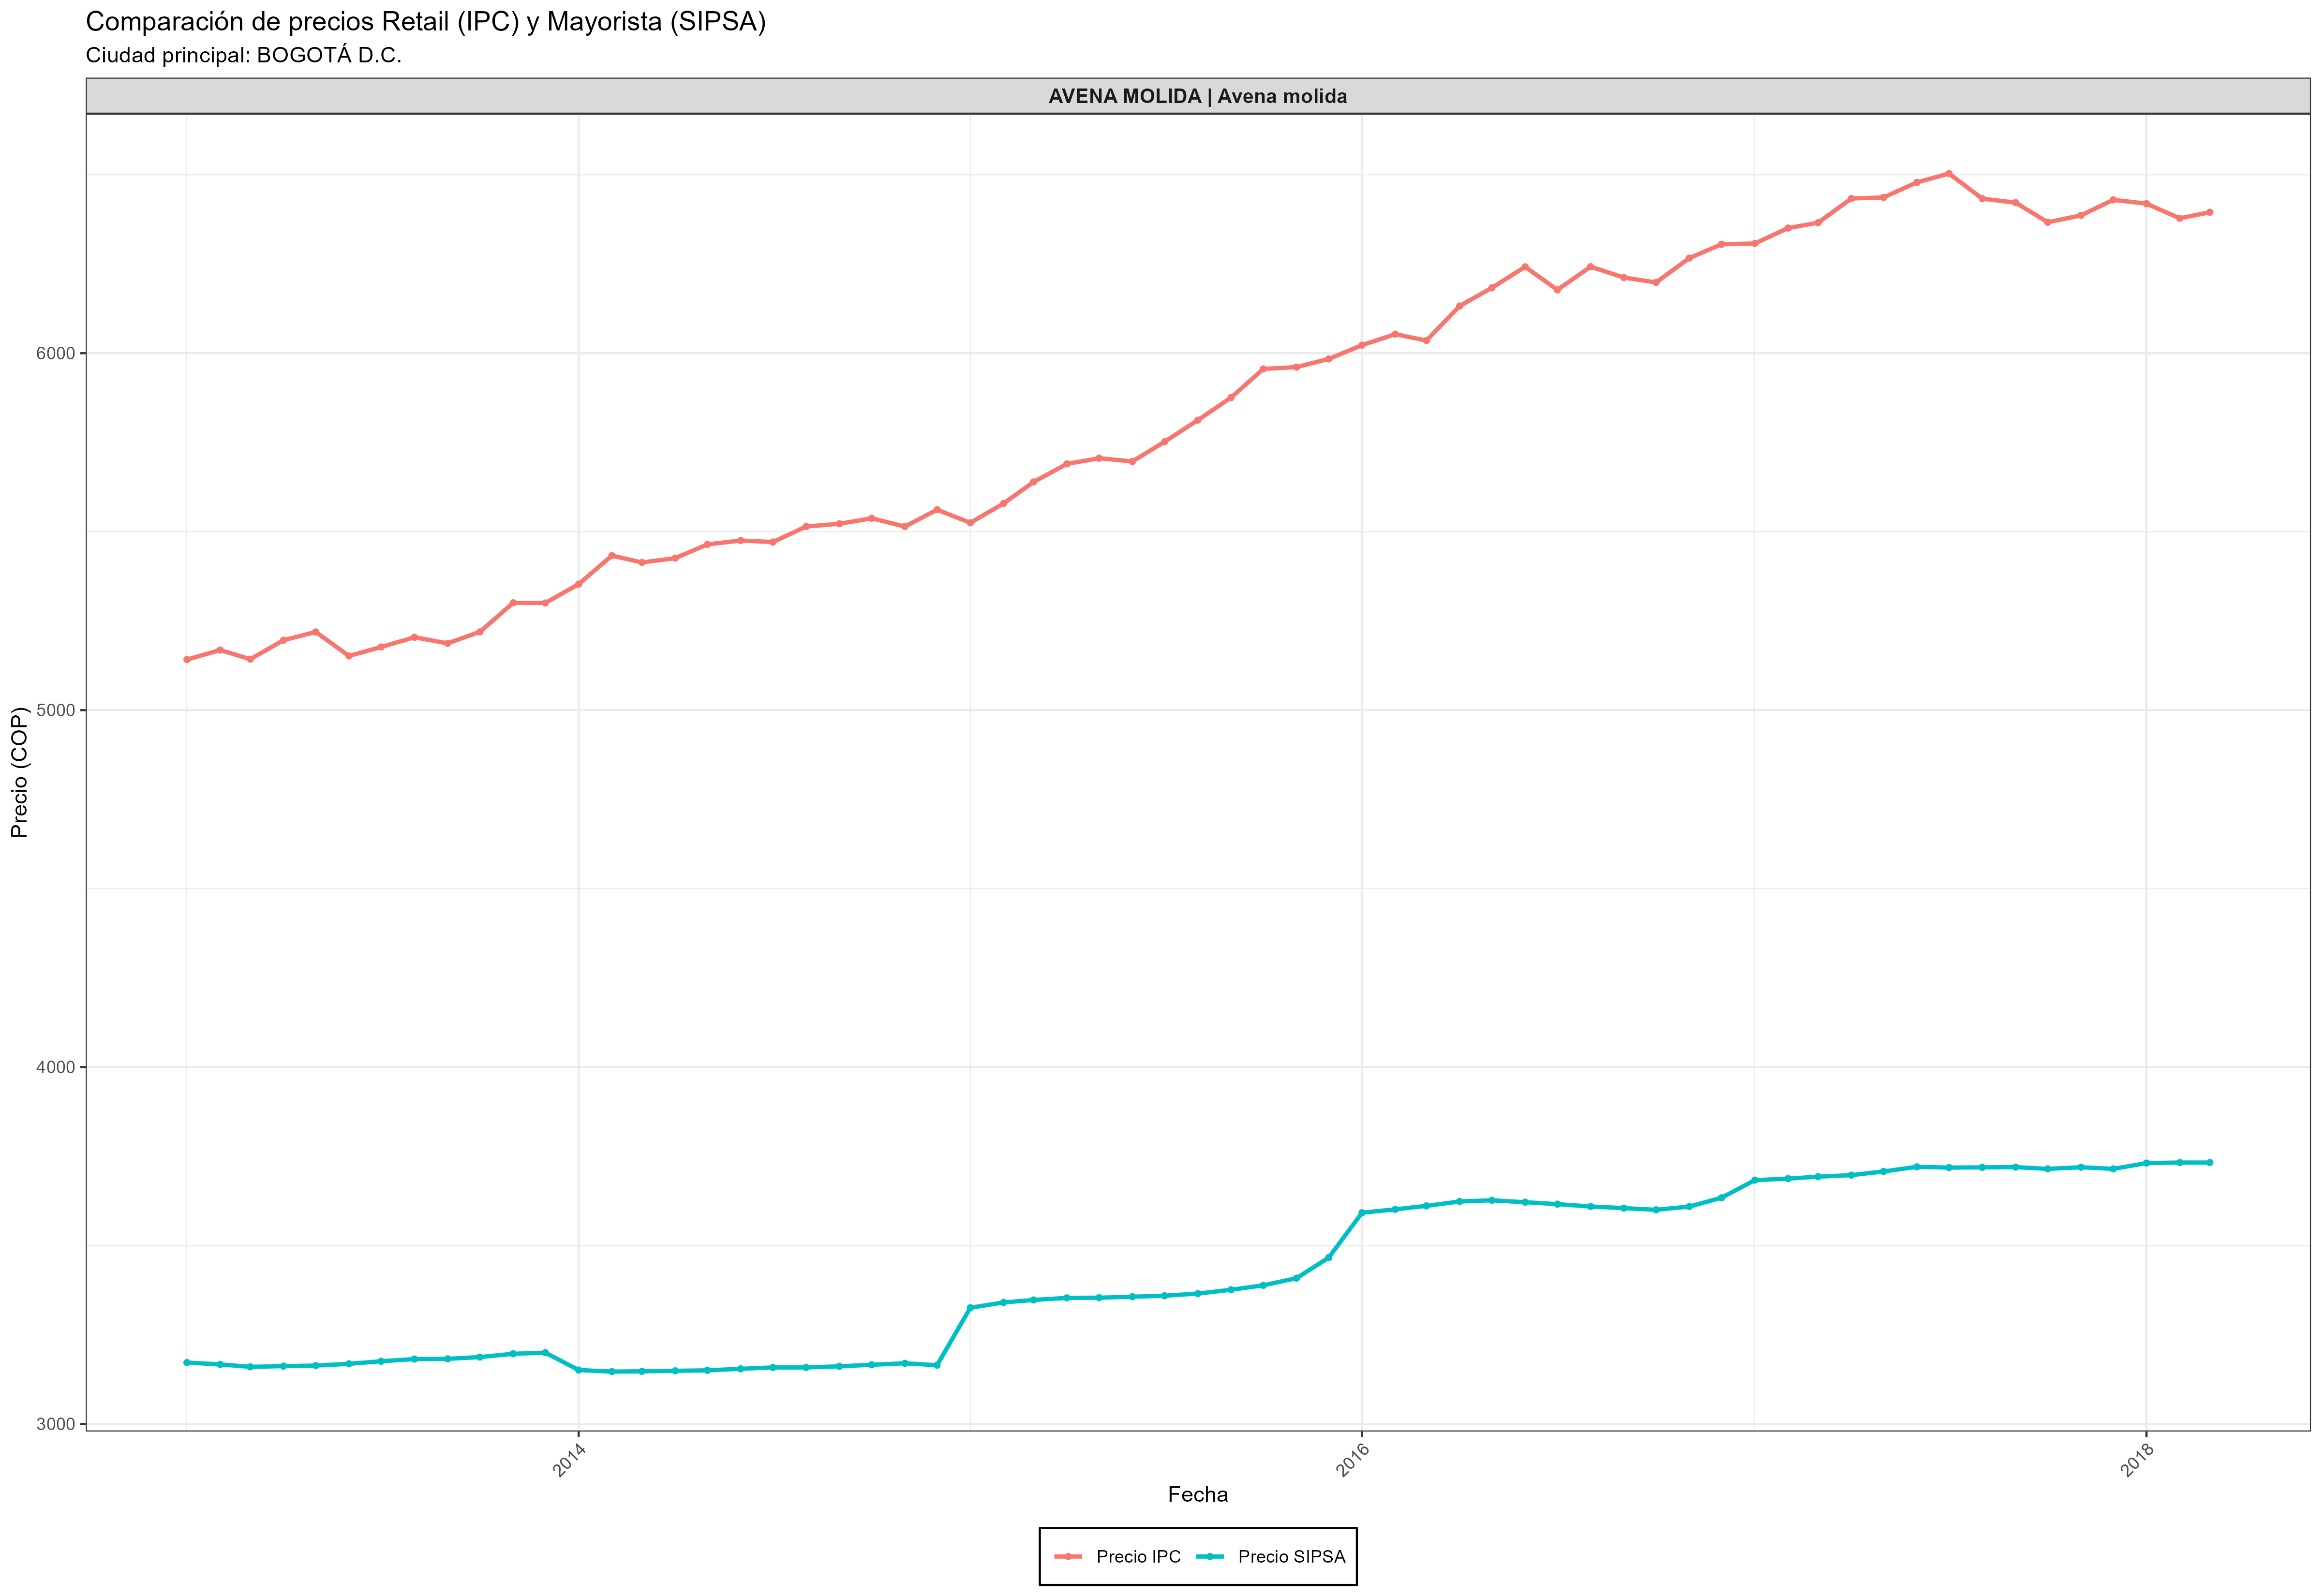 Comparación de precios Retail (IPC) y Mayorista (SIPSA)
Ciudad principal: BOGOTÁ D.C.
AVENA MOLIDA | Avena molida
Precio (COP)
6000
5000
4000
3000
2014
2016
2018
Fecha
Precio IPC
Precio SIPSA